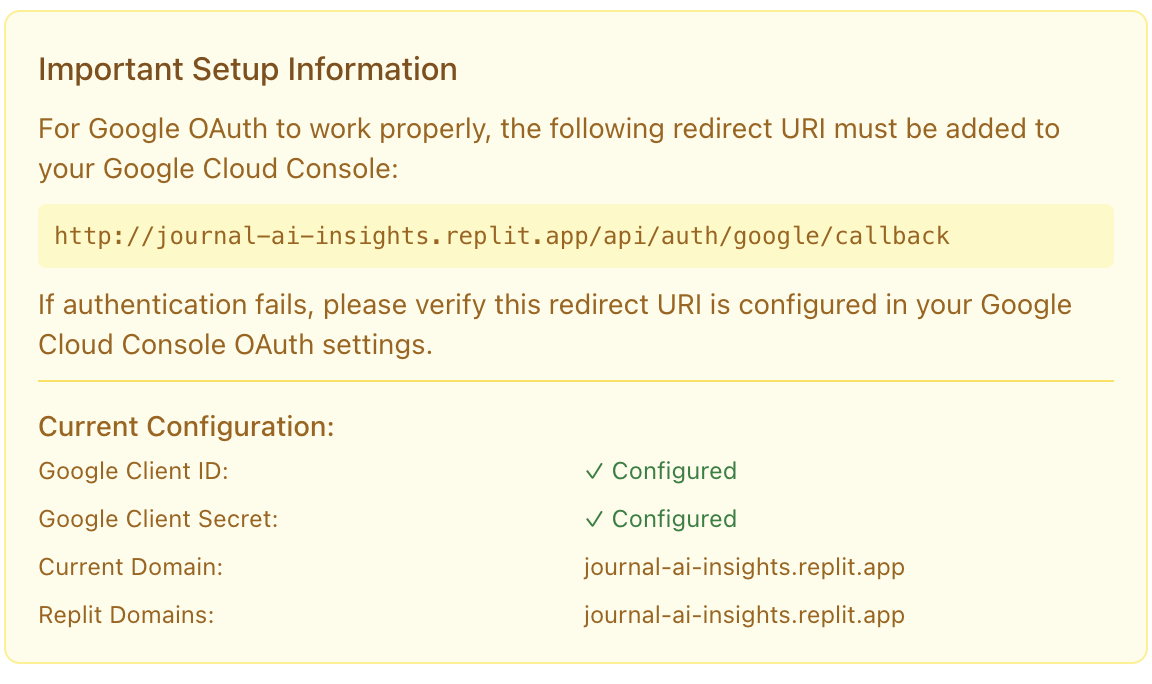 Important Setup Information
For Google OAuth to work properly, the following redirect URI must be added to
your Google Cloud Console:
http://journal-ai-insights.replit.app/api/auth/google/callback
If authentication fails, please verify this redirect URI is configured in your Google
Cloud Console OAuth settings.
Current Configuration:
Google Client ID: ✓ Configured
Google Client Secret: ✓ Configured
Current Domain: journal-ai-insights.replit.app
Replit Domains: journal-ai-insights.replit.app